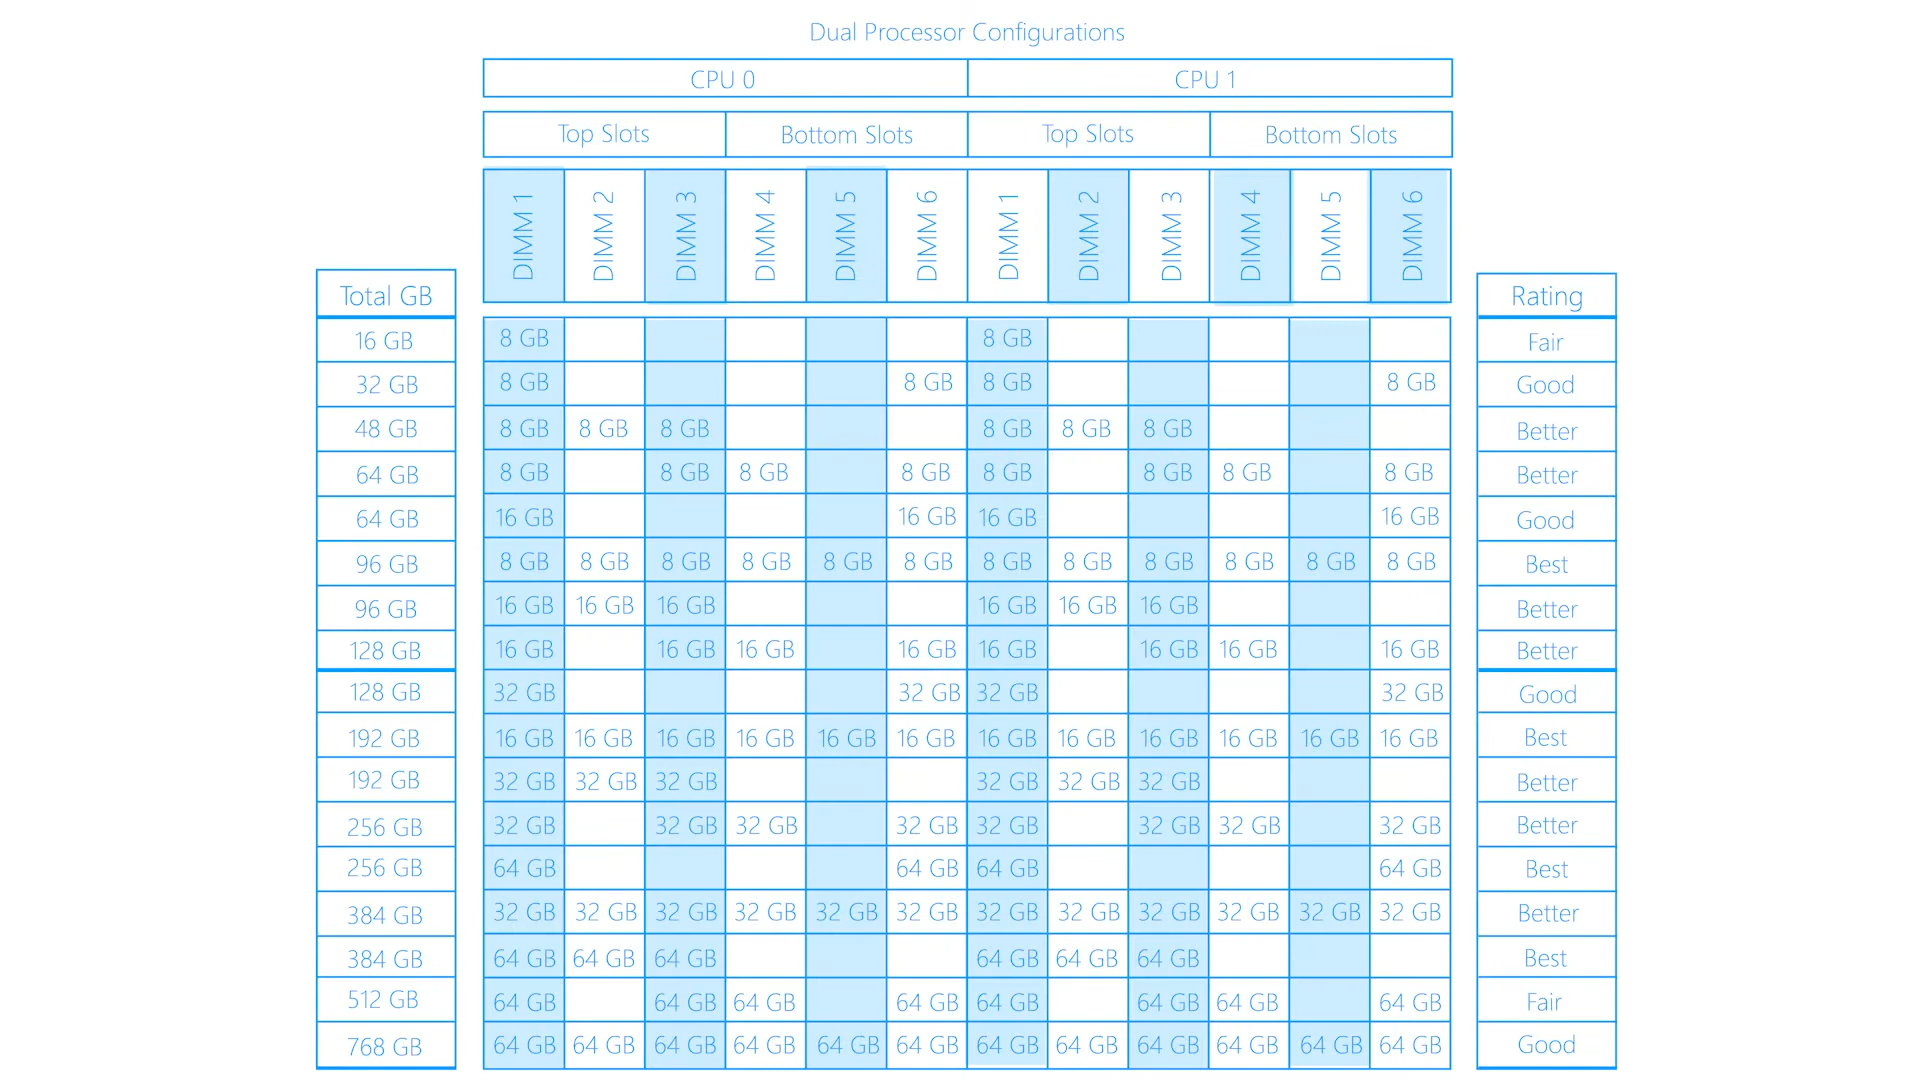 Dual Processor Configurations
CPU 0 CPU 1
Top Slots Bottom Slots Top Slots Bottom Slots
DIMM 1 DIMM 2 DIMM 3 DIMM 4 DIMM 5 DIMM 6 DIMM 1 DIMM 2 DIMM 3 DIMM 4 DIMM 5 DIMM 6
Total GB Rating
16 GB 8 GB 8 GB Fair
32 GB 8 GB 8 GB 8 GB 8 GB Good
48 GB 8 GB 8 GB 8 GB 8 GB 8 GB 8 GB Better
64 GB 8 GB 8 GB 8 GB 8 GB 8 GB 8 GB 8 GB 8 GB Better
64 GB 16 GB 16 GB 16 GB 16 GB Good
96 GB 8 GB 8 GB 8 GB 8 GB 8 GB 8 GB 8 GB 8 GB 8 GB 8 GB 8 GB 8 GB Best
96 GB 16 GB 16 GB 16 GB 16 GB 16 GB 16 GB Better
128 GB 16 GB 16 GB 16 GB 16 GB 16 GB 16 GB 16 GB 16 GB Better
128 GB 32 GB 32 GB 32 GB 32 GB Good
192 GB 16 GB 16 GB 16 GB 16 GB 16 GB 16 GB 16 GB 16 GB 16 GB 16 GB 16 GB 16 GB Best
192 GB 32 GB 32 GB 32 GB 32 GB 32 GB 32 GB Better
256 GB 32 GB 32 GB 32 GB 32 GB 32 GB 32 GB 32 GB 32 GB Better
256 GB 64 GB 64 GB 64 GB 64 GB Best
384 GB 32 GB 32 GB 32 GB 32 GB 32 GB 32 GB 32 GB 32 GB 32 GB 32 GB 32 GB 32 GB Better
384 GB 64 GB 64 GB 64 GB 64 GB 64 GB 64 GB Best
512 GB 64 GB 64 GB 64 GB 64 GB 64 GB 64 GB 64 GB 64 GB Fair
768 GB 64 GB 64 GB 64 GB 64 GB 64 GB 64 GB 64 GB 64 GB 64 GB 64 GB 64 GB 64 GB Good